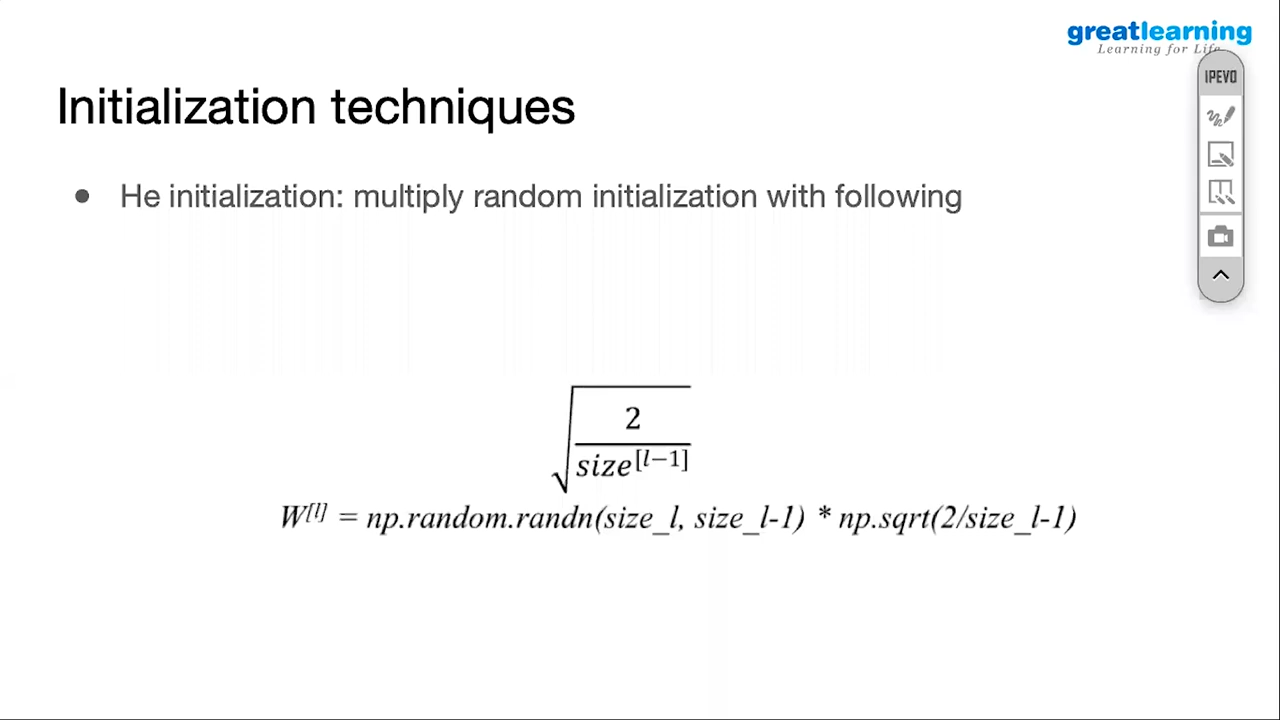 greatlearning
Learning for Life
IPEVO
Initialization techniques
● He initialization: multiply random initialization with following
√(2 / size^[l−1])
W^[l] = np.random.randn(size_l, size_l-1) * np.sqrt(2/size_l-1)